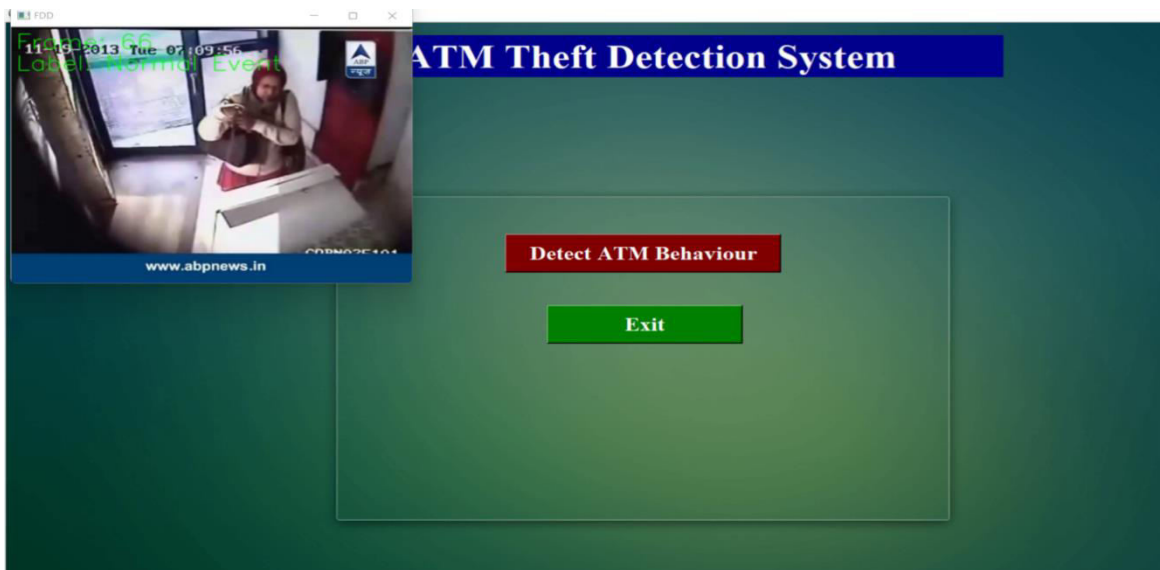 FDD
11-19-2013 Tue 07:09:56
Frame: 66
Label: Normal Event
ABP
न्यूज़
www.abpnews.in
ATM Theft Detection System
Detect ATM Behaviour
Exit